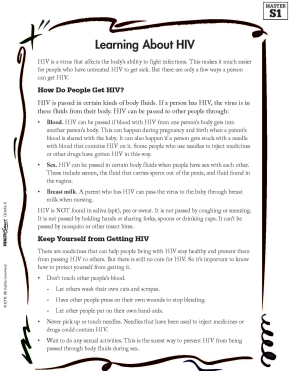 MASTER
S1
Learning About HIV
HIV is a virus that affects the body's ability to fight infections. This makes it much easier
for people who have untreated HIV to get sick. But there are only a few ways a person
can get HIV.
How Do People Get HIV?
HIV is passed in certain kinds of body fluids. If a person has HIV, the virus is in
these fluids from their body. HIV can be passed to other people through:
• Blood. HIV can be passed if blood with HIV from one person's body gets into
another person's body. This can happen during pregnancy and birth when a parent's
blood is shared with the baby. It can also happen if a person gets stuck with a needle
with blood that contains HIV on it. Some people who use needles to inject medicines
or other drugs have gotten HIV in this way.
• Sex. HIV can be passed in certain body fluids when people have sex with each other.
These include semen, the fluid that carries sperm out of the penis, and fluid found in
the vagina.
• Breast milk. A parent who has HIV can pass the virus to the baby through breast
milk when nursing.
HIV is NOT found in saliva (spit), pee or sweat. It is not passed by coughing or sneezing.
It is not passed by holding hands or sharing forks, spoons or drinking cups. It can't be
passed by mosquito or other insect bites.
Keep Yourself from Getting HIV
There are medicines that can help people living with HIV stay healthy and prevent them
from passing HIV to others. But there is still no cure for HIV. So it's important to know
how to protect yourself from getting it.
• Don't touch other people's blood.
- Let others wash their own cuts and scrapes.
- Have other people press on their own wounds to stop bleeding.
- Let other people put on their own band-aids.
• Never pick up or touch needles. Needles that have been used to inject medicines or
drugs could contain HIV.
• Wait to do any sexual activities. This is the surest way to prevent HIV from being
passed through body fluids during sex.
©ETR. All rights reserved.